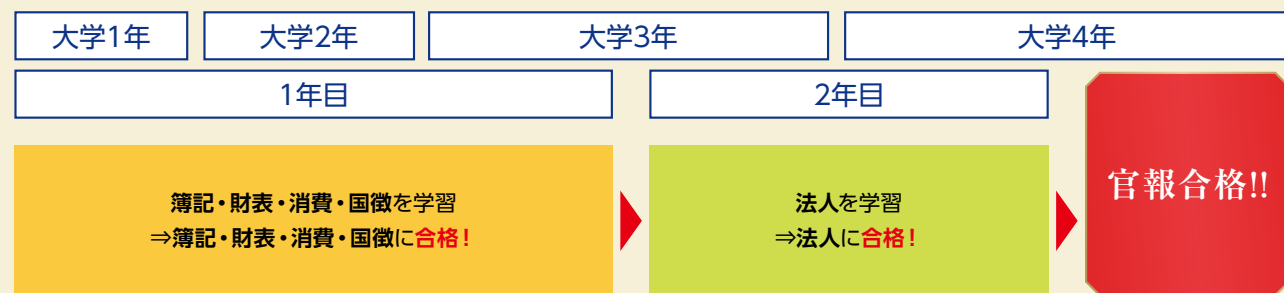 大学1年
大学2年
大学3年
大学4年
1年目
2年目
簿記・財表・消費・国徴を学習
⇒簿記・財表・消費・国徴に合格！
法人を学習
⇒法人に合格！
官報合格!!